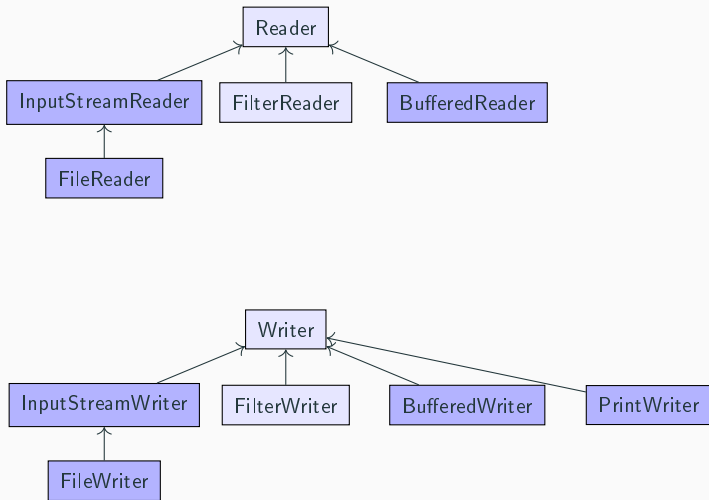 Reader
InputStreamReader
FilterReader
BufferedReader
FileReader
Writer
InputStreamWriter
FilterWriter
BufferedWriter
PrintWriter
FileWriter